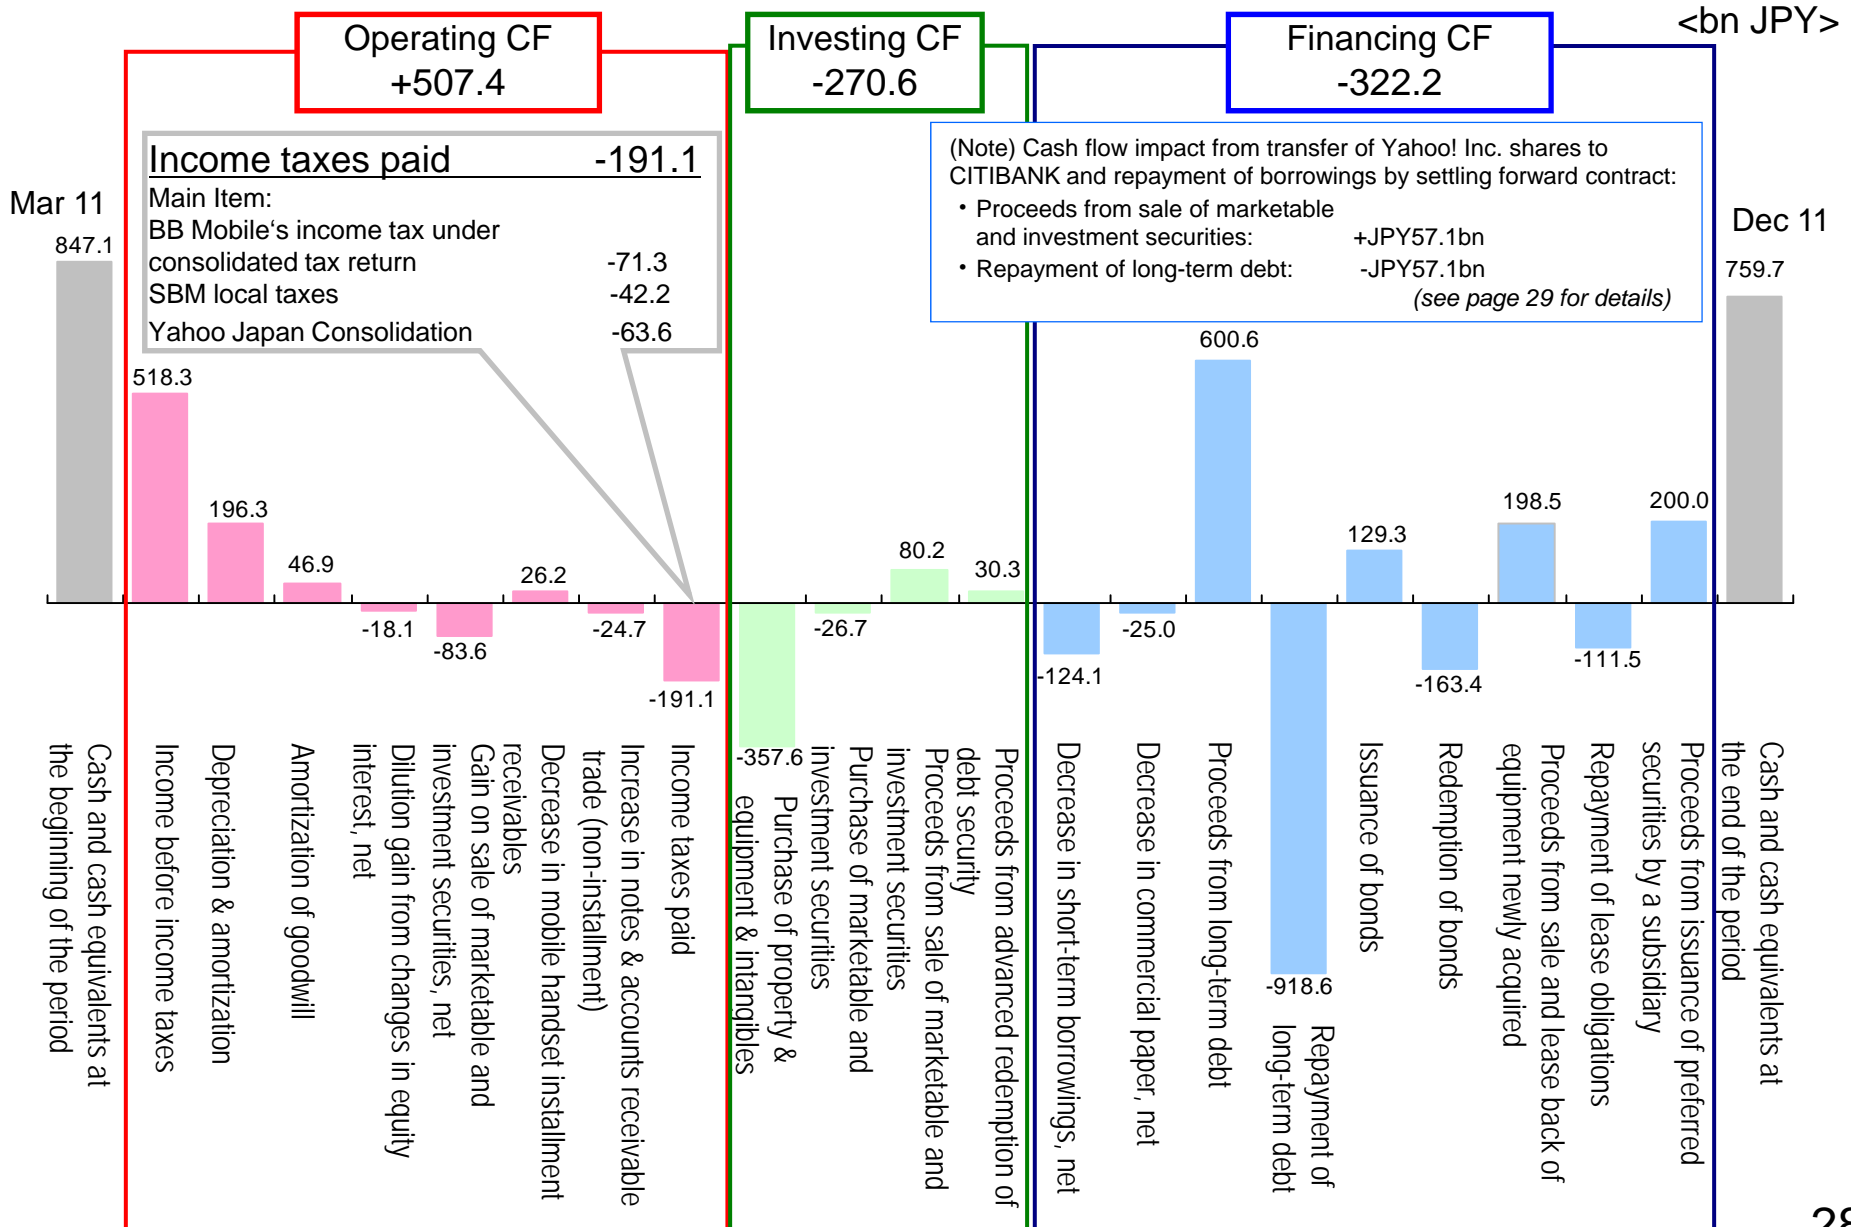 <bn JPY>
Operating CF
+507.4
Investing CF
-270.6
Financing CF
-322.2
Income taxes paid -191.1
Main Item:
BB Mobile‘s income tax under
consolidated tax return -71.3
SBM local taxes -42.2
Yahoo Japan Consolidation -63.6
(Note) Cash flow impact from transfer of Yahoo! Inc. shares to
CITIBANK and repayment of borrowings by settling forward contract:
・Proceeds from sale of marketable
and investment securities: +JPY57.1bn
・Repayment of long-term debt: -JPY57.1bn
(see page 29 for details)
Mar 11
847.1
Dec 11
759.7
518.3
196.3
46.9
-18.1
-83.6
26.2
-24.7
-191.1
-357.6
-26.7
80.2
30.3
-124.1
-25.0
600.6
-918.6
129.3
-163.4
198.5
-111.5
200.0
Cash and cash equivalents at
the beginning of the period
Income before income taxes
Depreciation & amortization
Amortization of goodwill
Dilution gain from changes in equity
interest, net
Gain on sale of marketable and
investment securities, net
Decrease in mobile handset installment
receivables
Increase in notes & accounts receivable
trade (non-installment)
Income taxes paid
Purchase of property &
equipment & intangibles
Purchase of marketable and
investment securities
Proceeds from sale of marketable and
investment securities
Proceeds from advanced redemption of
debt security
Decrease in short-term borrowings, net
Decrease in commercial paper, net
Proceeds from long-term debt
Repayment of
long-term debt
Issuance of bonds
Redemption of bonds
Proceeds from sale and lease back of
equipment newly acquired
Repayment of lease obligations
Proceeds from issuance of preferred
securities by a subsidiary
Cash and cash equivalents at
the end of the period
28